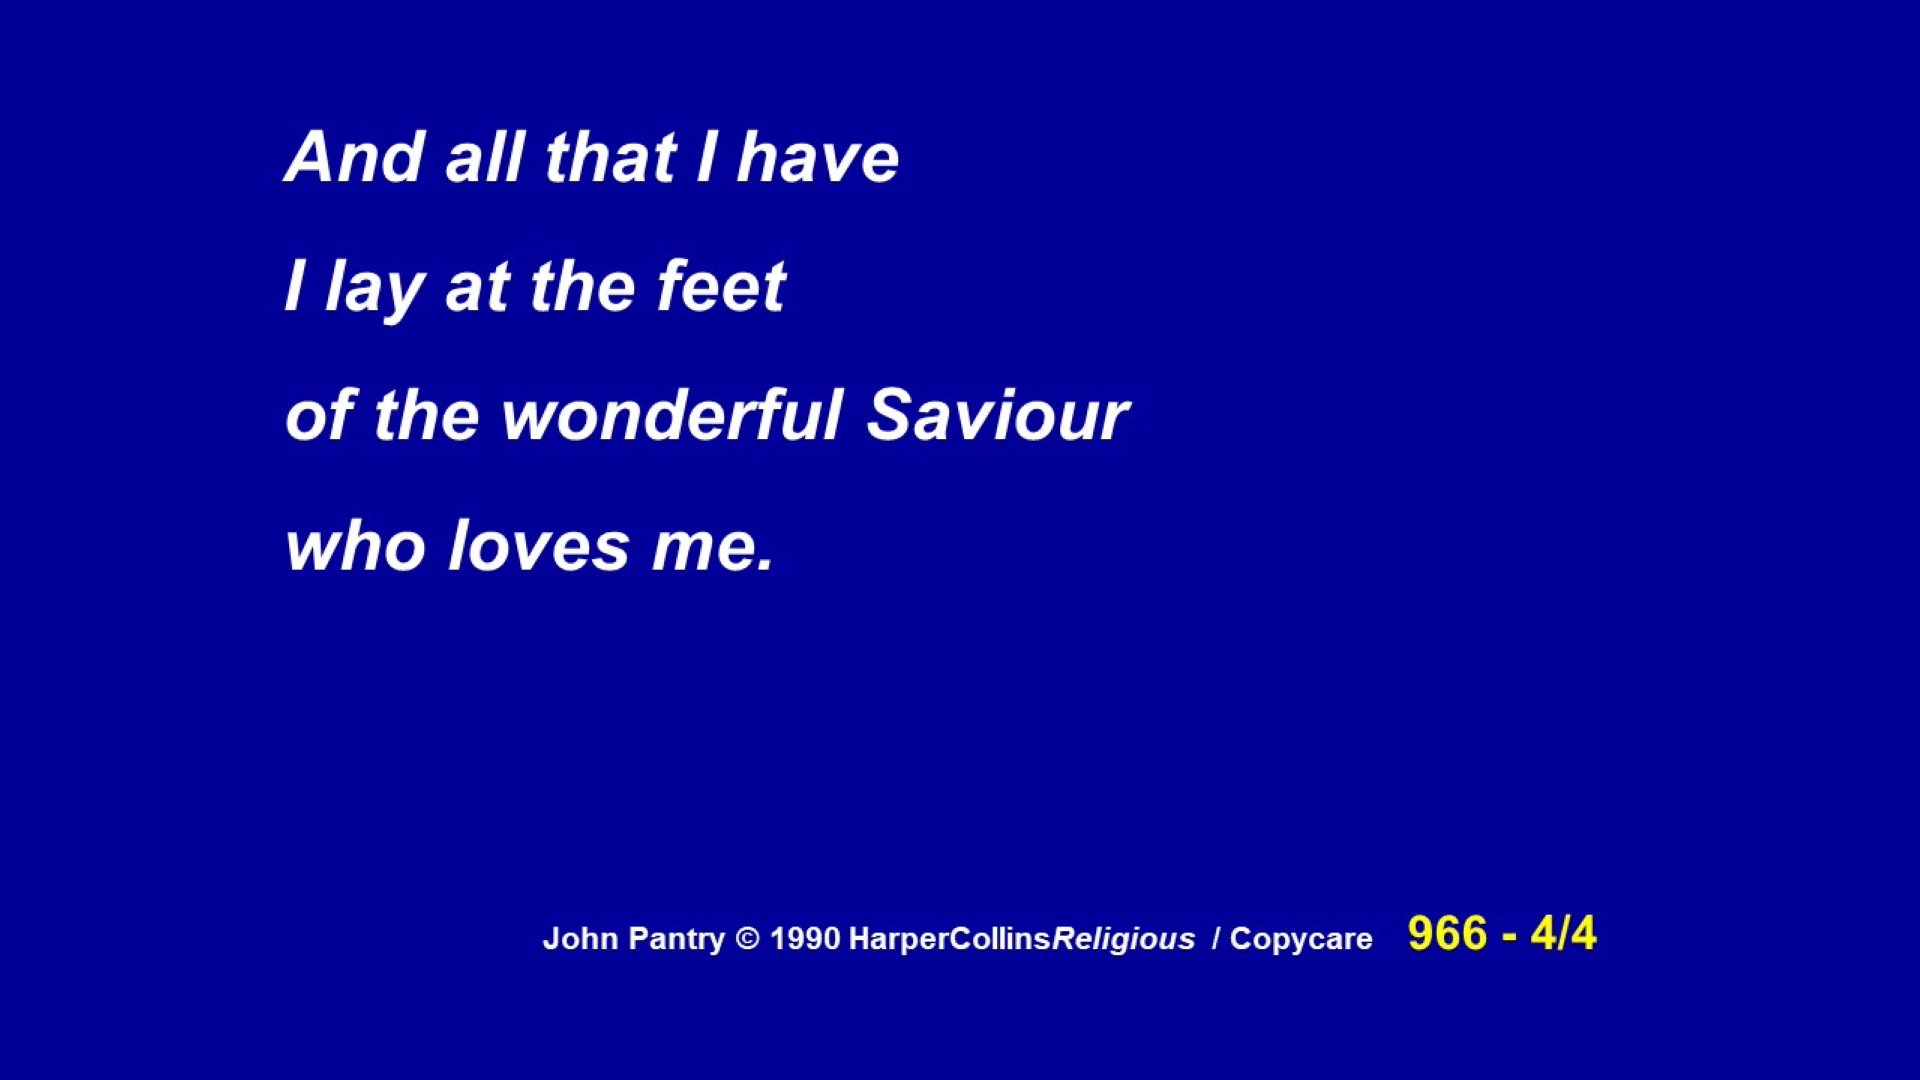 And all that I have
I lay at the feet
of the wonderful Saviour
who loves me.
John Pantry © 1990 HarperCollinsReligious / Copycare 966 - 4/4